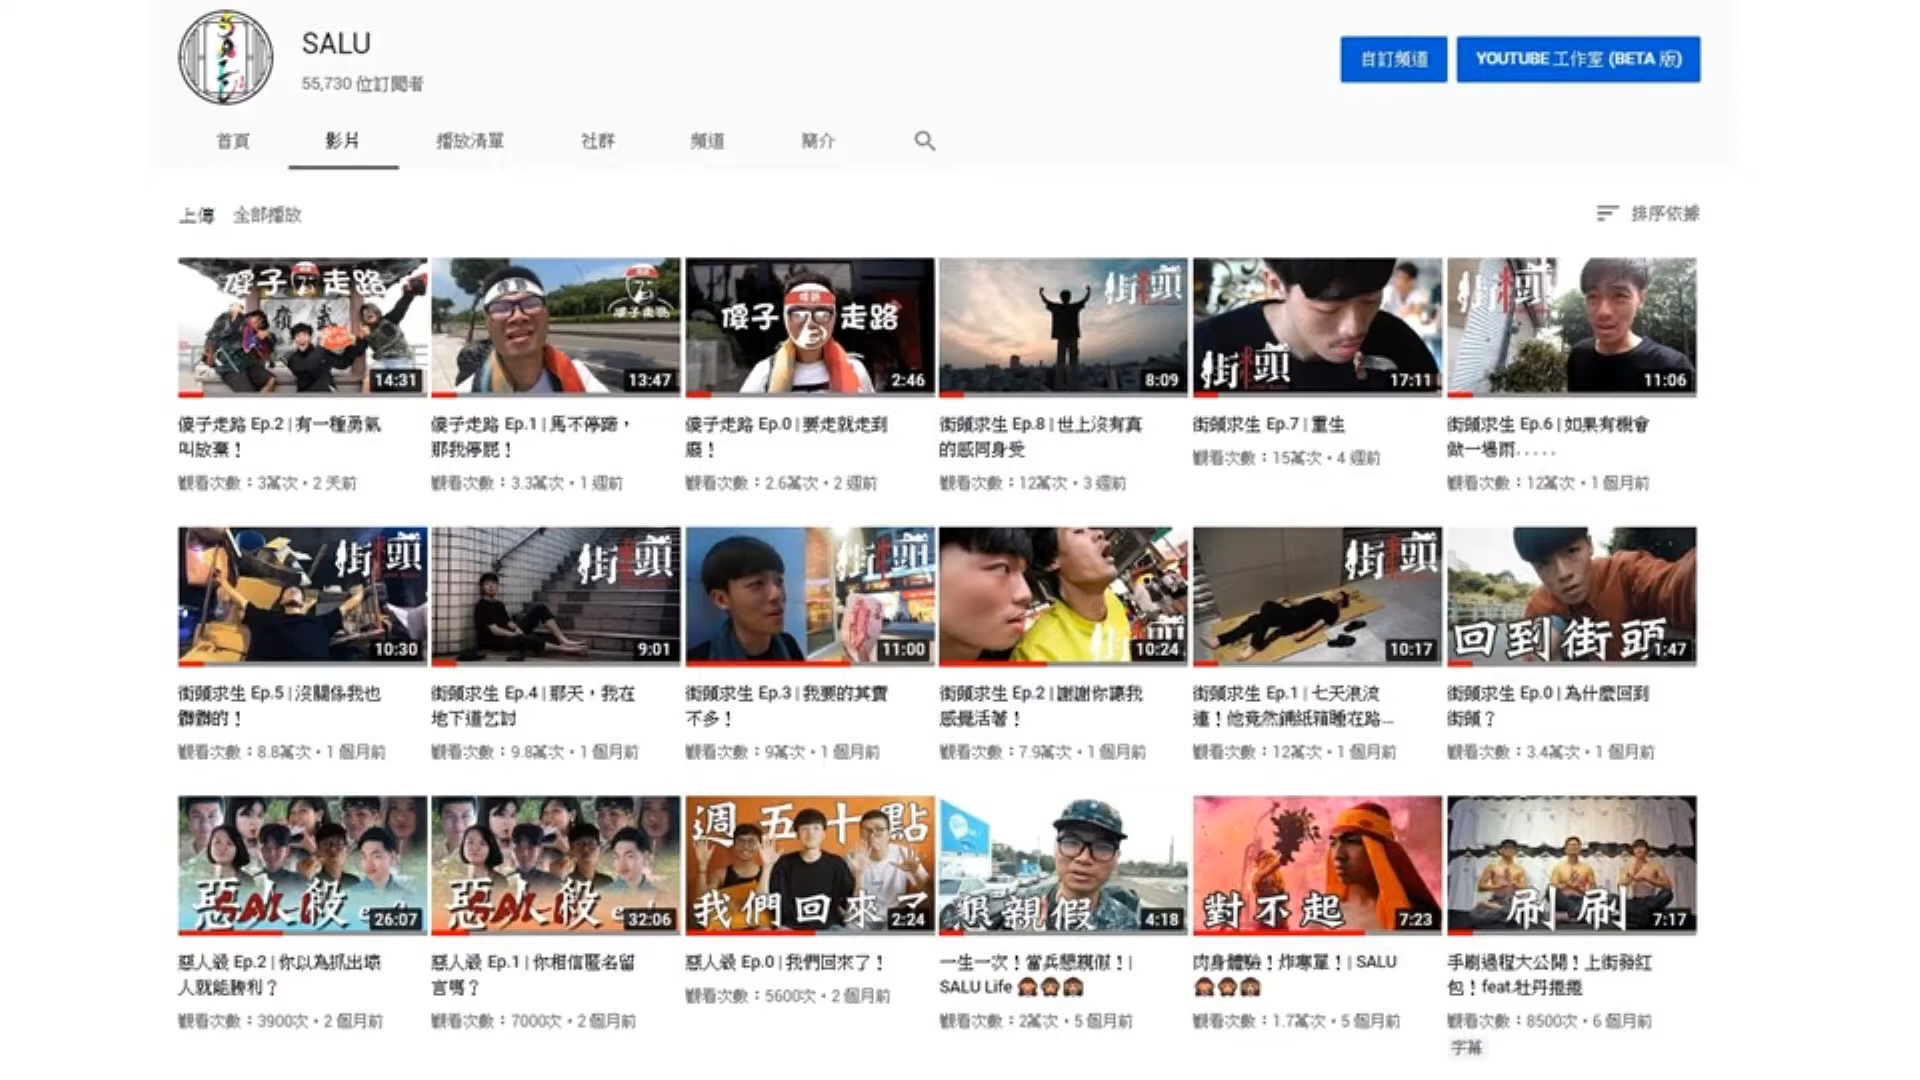 SALU
55,730 位訂閱者
自訂頻道
YOUTUBE 工作室 (BETA 版)
首頁
影片
播放清單
社群
頻道
簡介
上傳
全部播放
排序依據
傻子走路
14:31
13:47
傻子走路
傻子走路
2:46
街頭
8:09
街頭
17:11
街頭
11:06
傻子走路 Ep.2 | 有一種勇氣
叫放棄！
觀看次數：3萬次・2 天前
傻子走路 Ep.1 | 馬不停蹄，
那我停屁！
觀看次數：3.3萬次・1 週前
傻子走路 Ep.0 | 要走就走到
廢！
觀看次數：2.6萬次・2 週前
街頭求生 Ep.8 | 世上沒有真
的感同身受
觀看次數：12萬次・3 週前
街頭求生 Ep.7 | 重生
觀看次數：15萬次・4 週前
街頭求生 Ep.6 | 如果有機會
做一場雨.....
觀看次數：12萬次・1 個月前
街頭
10:30
街頭
9:01
街頭
11:00
10:24
街頭
10:17
回到街頭
1:47
街頭求生 Ep.5 | 沒關係我也
髒髒的！
觀看次數：8.8萬次・1 個月前
街頭求生 Ep.4 | 那天，我在
地下道乞討
觀看次數：9.8萬次・1 個月前
街頭求生 Ep.3 | 我要的其實
不多！
觀看次數：9萬次・1 個月前
街頭求生 Ep.2 | 謝謝你讓我
感覺活著！
觀看次數：7.9萬次・1 個月前
街頭求生 Ep.1 | 七天浪流
連！他竟然鋪紙箱睡在路...
觀看次數：12萬次・1 個月前
街頭求生 Ep.0 | 為什麼回到
街頭？
觀看次數：3.4萬次・1 個月前
惡人殺
SALU
26:07
惡人殺
SALU
32:06
週五十點
我們回來了
2:24
懇親假
4:18
對不起
7:23
刷刷
7:17
惡人殺 Ep.2 | 你以為抓出壞
人就能勝利？
觀看次數：3900次・2 個月前
惡人殺 Ep.1 | 你相信匿名留
言嗎？
觀看次數：7000次・2 個月前
惡人殺 Ep.0 | 我們回來了！
觀看次數：5600次・2 個月前
一生一次！當兵懇親假！|
SALU Life 🙈🙉🙊
觀看次數：2萬次・5 個月前
肉身體驗！炸寒單！| SALU
🙈🙉🙊
觀看次數：1.7萬次・5 個月前
手刷過程大公開！上街發紅
包！feat.牡丹捲捲
觀看次數：8500次・6 個月前
字幕